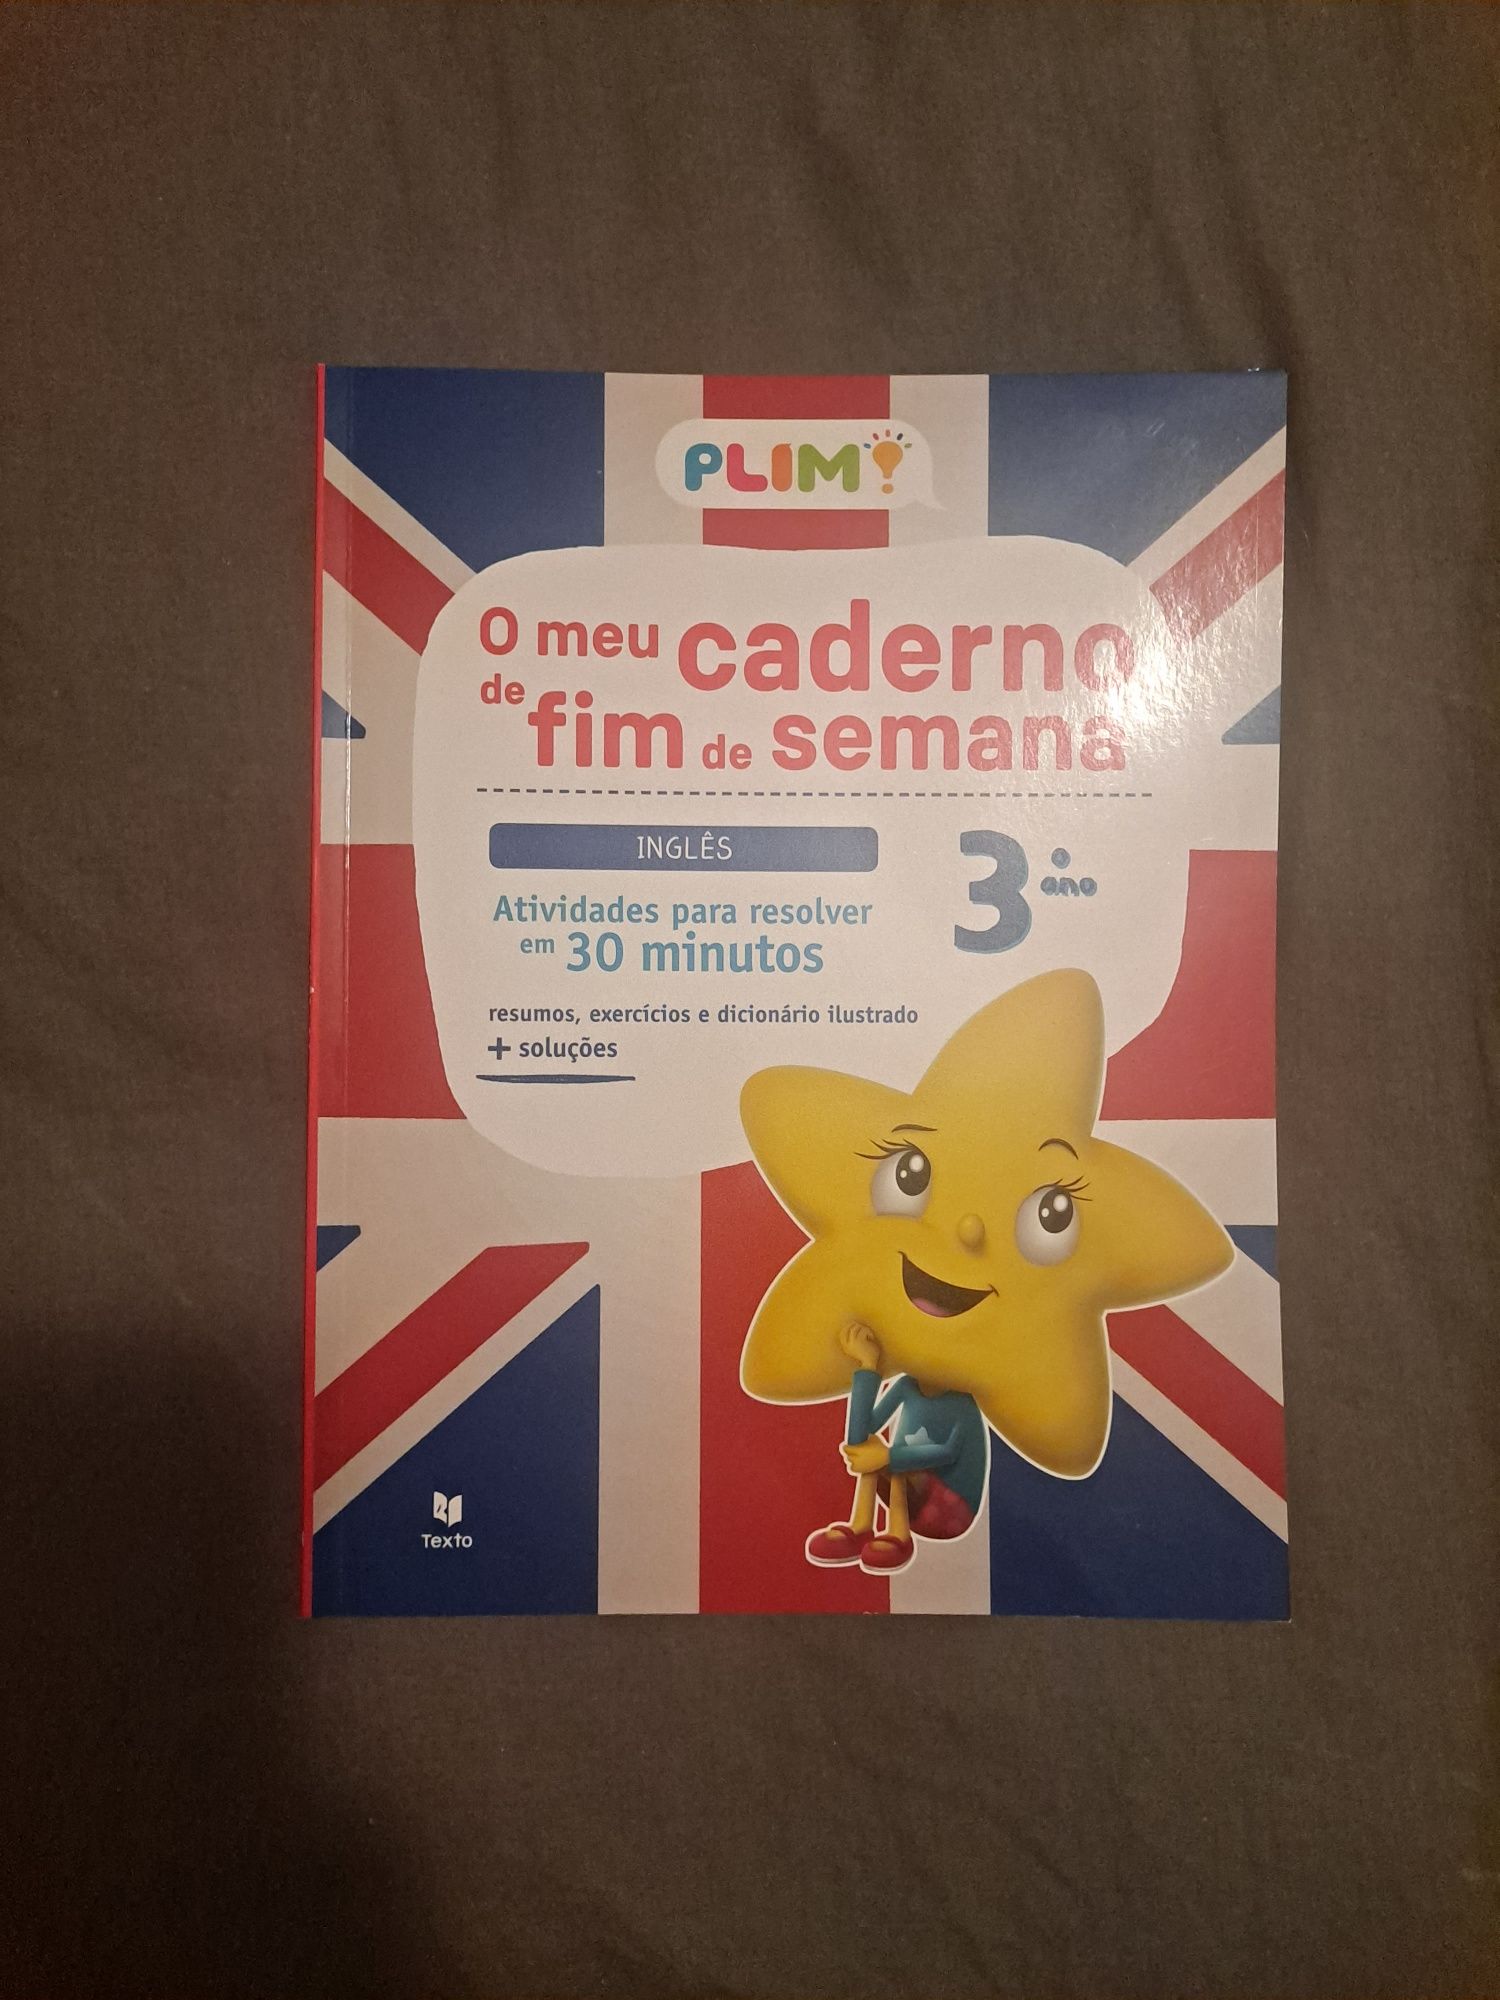 PLIM!
O meu caderno
de fim de semana
INGLÊS
3.º ano
Atividades para resolver
em 30 minutos
resumos, exercícios e dicionário ilustrado
+ soluções
Texto